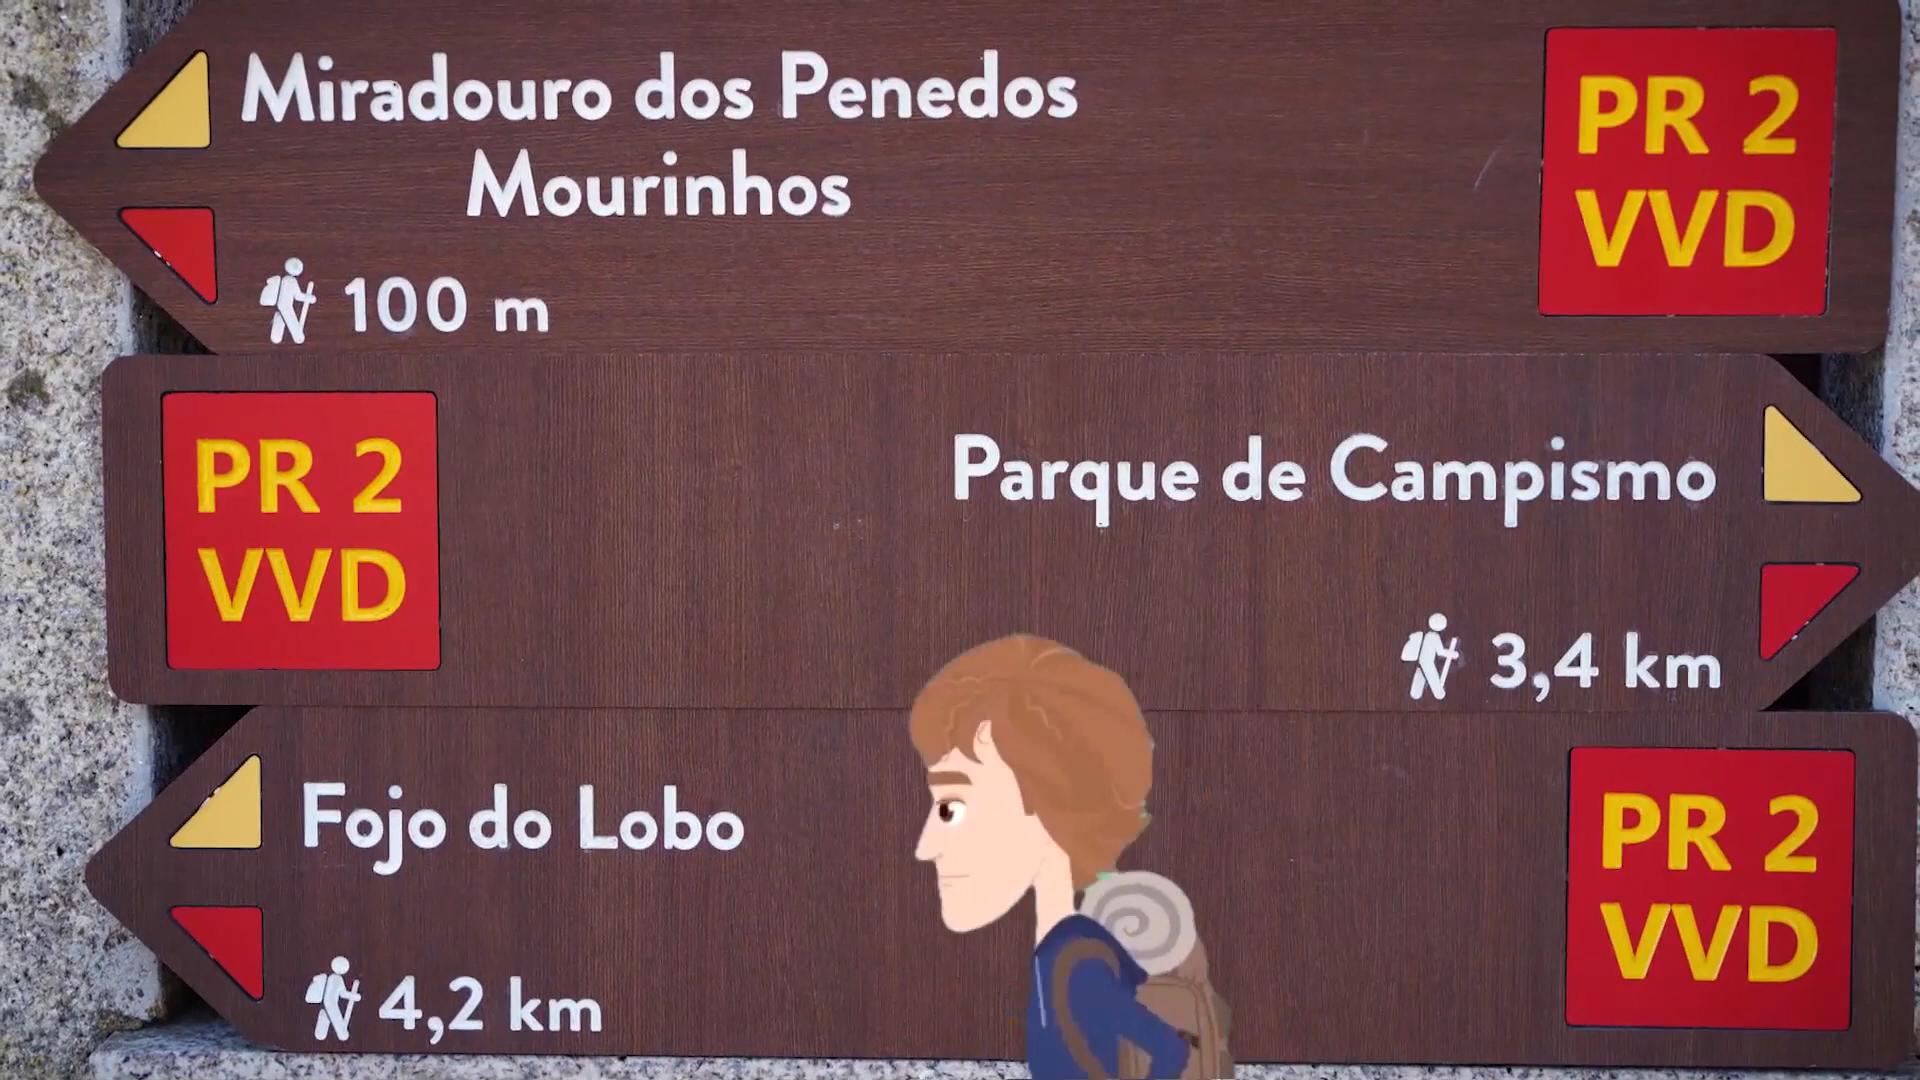 Miradouro dos Penedos
Mourinhos
100 m
PR 2
VVD
PR 2
VVD
Parque de Campismo
3,4 km
Fojo do Lobo
4,2 km
PR 2
VVD